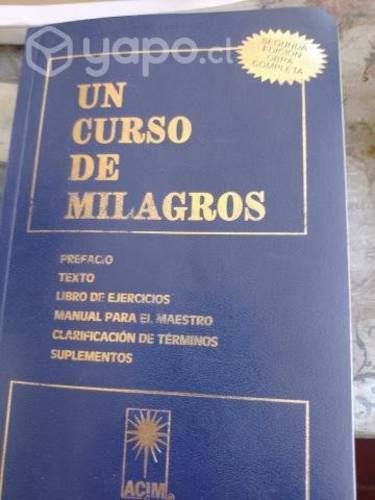 yapo.cl
SEGUNDA
EDICIÓN
OBRA
COMPLETA
UN
CURSO
DE
MILAGROS
PREFACIO
TEXTO
LIBRO DE EJERCICIOS
MANUAL PARA EL MAESTRO
CLARIFICACIÓN DE TÉRMINOS
SUPLEMENTOS
ACIM